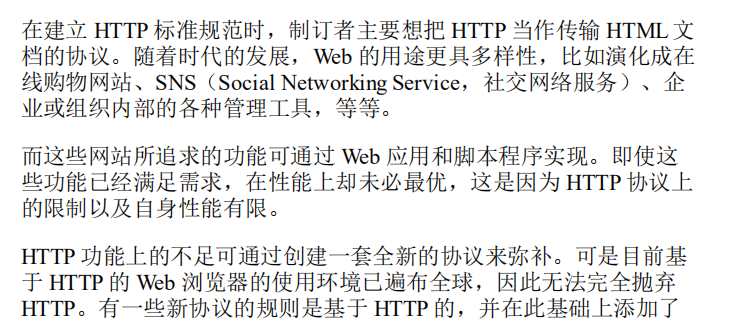 在建立 HTTP 标准规范时，制订者主要想把 HTTP 当作传输 HTML 文
档的协议。随着时代的发展，Web 的用途更具多样性，比如演化成在
线购物网站、SNS（Social Networking Service，社交网络服务）、企
业或组织内部的各种管理工具，等等。
而这些网站所追求的功能可通过 Web 应用和脚本程序实现。即使这
些功能已经满足需求，在性能上却未必最优，这是因为 HTTP 协议上
的限制以及自身性能有限。
HTTP 功能上的不足可通过创建一套全新的协议来弥补。可是目前基
于 HTTP 的 Web 浏览器的使用环境已遍布全球，因此无法完全抛弃
HTTP。有一些新协议的规则是基于 HTTP 的，并在此基础上添加了